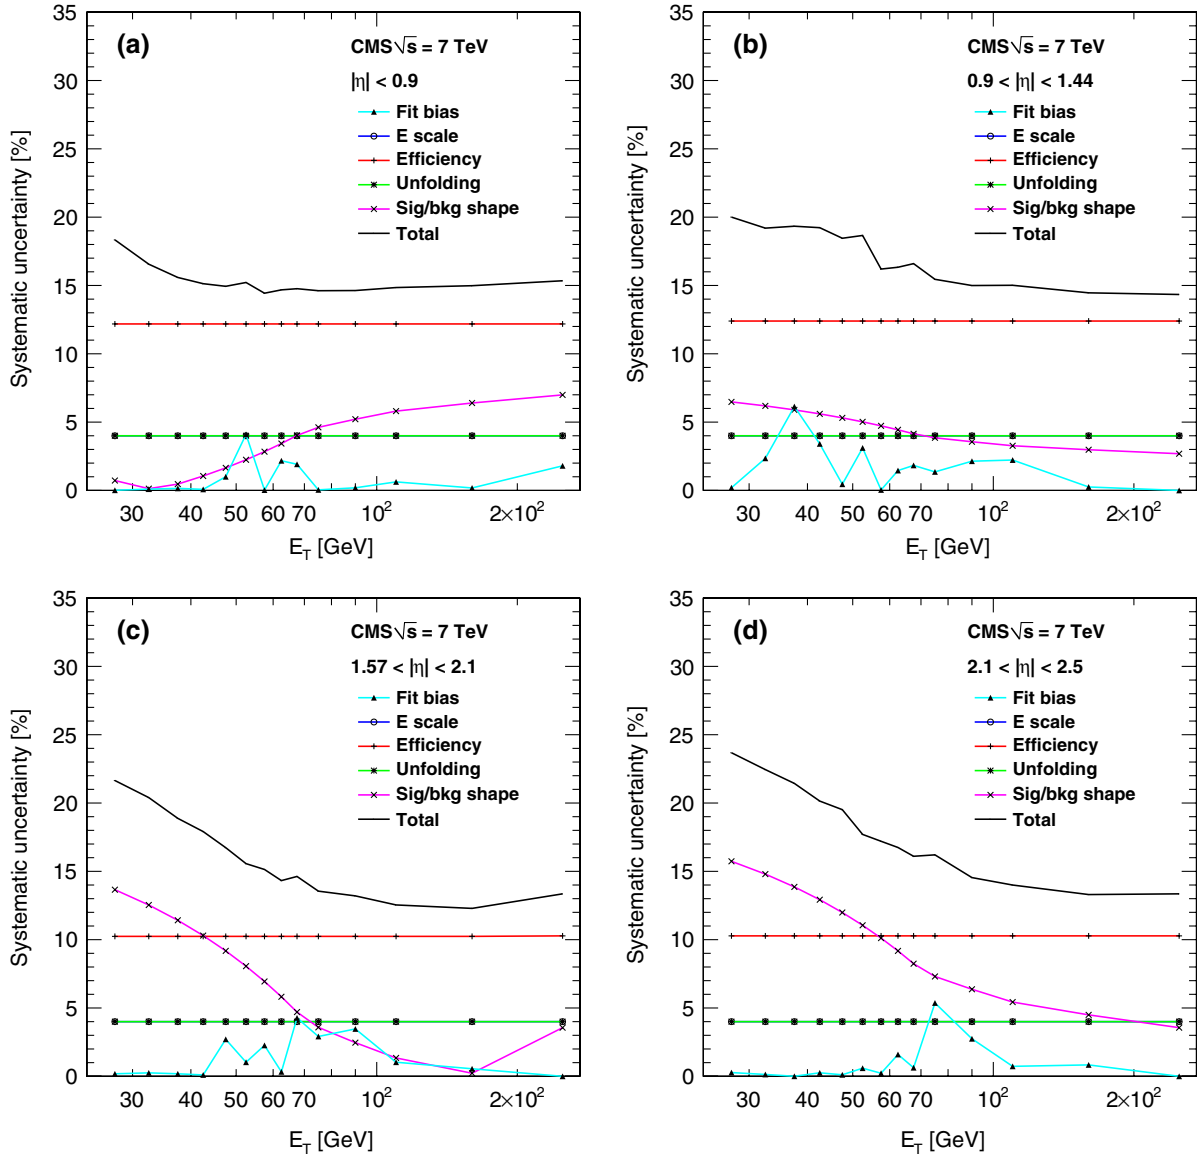 (a)
CMS√s = 7 TeV
|η| < 0.9
Fit bias
E scale
Efficiency
Unfolding
Sig/bkg shape
Total
Systematic uncertainty [%]
35
30
25
20
15
10
5
0
30 40 50 60 70 10² 2×10²
E_T [GeV]
(b)
CMS√s = 7 TeV
0.9 < |η| < 1.44
Fit bias
E scale
Efficiency
Unfolding
Sig/bkg shape
Total
Systematic uncertainty [%]
35
30
25
20
15
10
5
0
30 40 50 60 70 10² 2×10²
E_T [GeV]
(c)
CMS√s = 7 TeV
1.57 < |η| < 2.1
Fit bias
E scale
Efficiency
Unfolding
Sig/bkg shape
Total
Systematic uncertainty [%]
35
30
25
20
15
10
5
0
30 40 50 60 70 10² 2×10²
E_T [GeV]
(d)
CMS√s = 7 TeV
2.1 < |η| < 2.5
Fit bias
E scale
Efficiency
Unfolding
Sig/bkg shape
Total
Systematic uncertainty [%]
35
30
25
20
15
10
5
0
30 40 50 60 70 10² 2×10²
E_T [GeV]